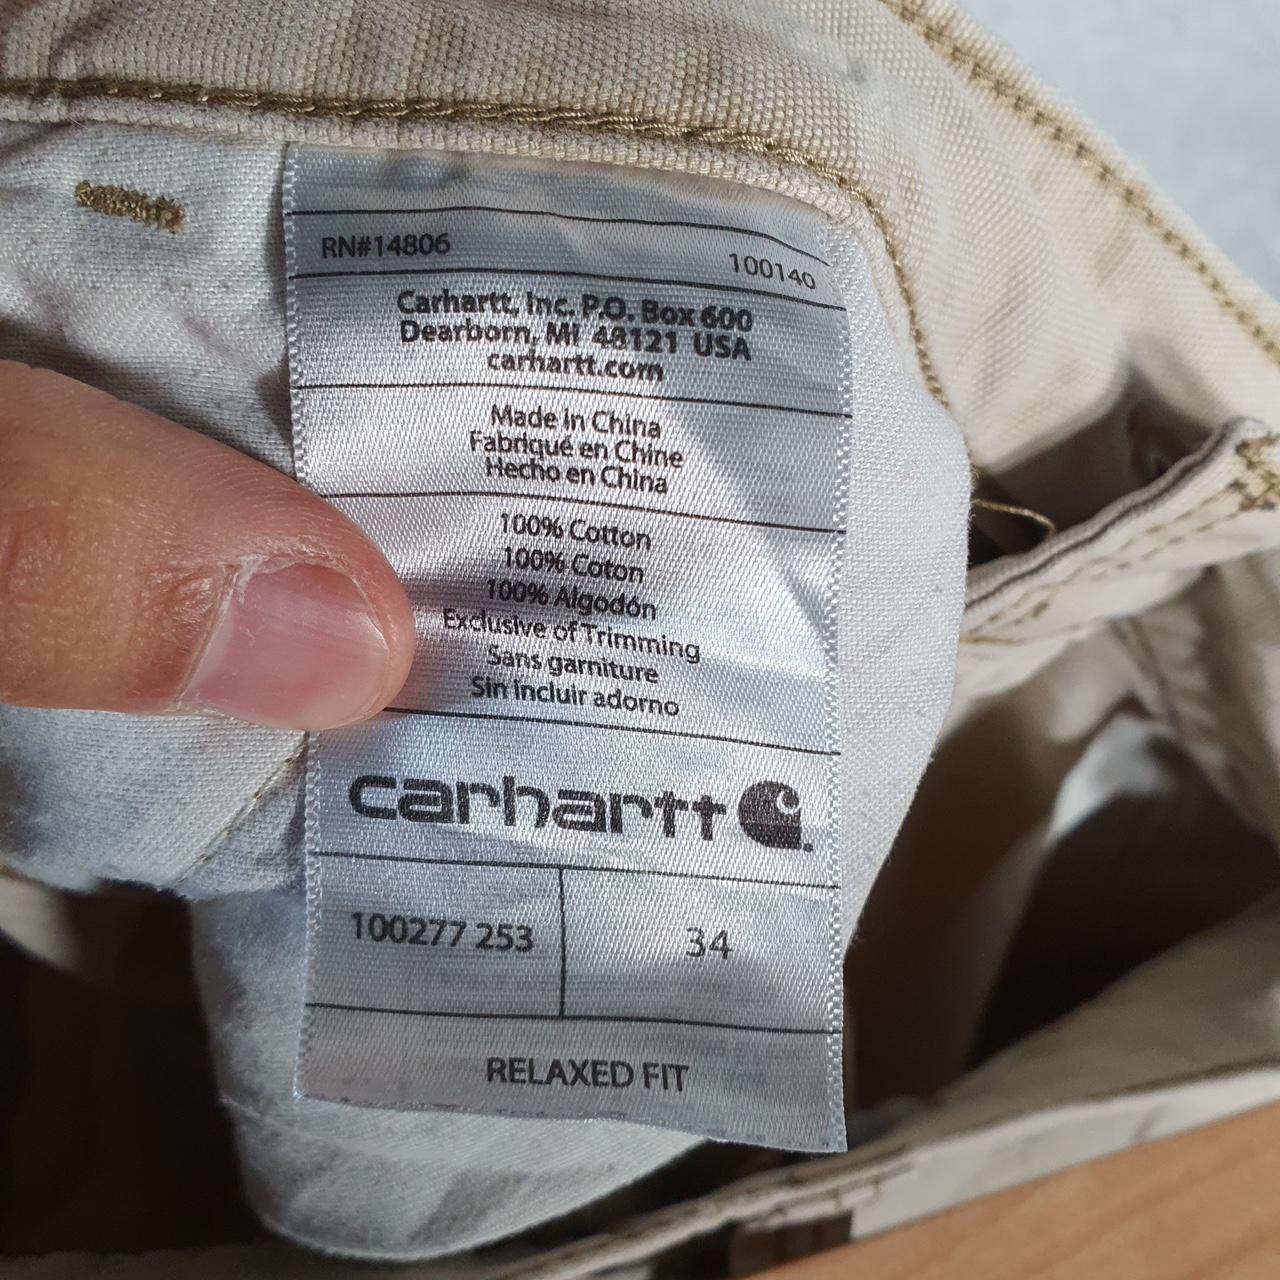 RN#14806 100140
Carhartt, Inc. P.O. Box 600
Dearborn, MI 48121 USA
carhartt.com
Made in China
Fabriqué en Chine
Hecho en China
100% Cotton
100% Coton
100% Algodón
Exclusive of Trimming
Sans garniture
Sin Incluir adorno
carhartt
100277 253 34
RELAXED FIT